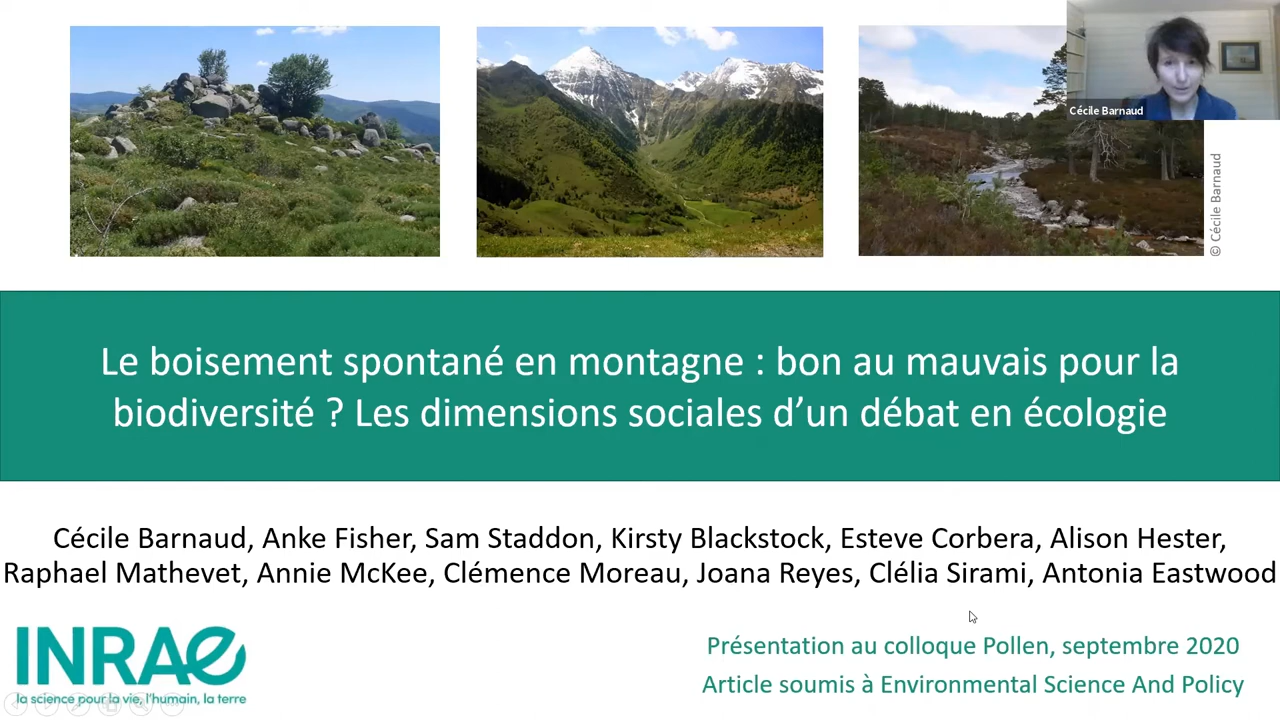 Cécile Barnaud
© Cécile Barnaud
Le boisement spontané en montagne : bon au mauvais pour la
biodiversité ? Les dimensions sociales d’un débat en écologie
Cécile Barnaud, Anke Fisher, Sam Staddon, Kirsty Blackstock, Esteve Corbera, Alison Hester,
Raphael Mathevet, Annie McKee, Clémence Moreau, Joana Reyes, Clélia Sirami, Antonia Eastwood
INRAE
la science pour la vie, l’humain, la terre
Présentation au colloque Pollen, septembre 2020
Article soumis à Environmental Science And Policy